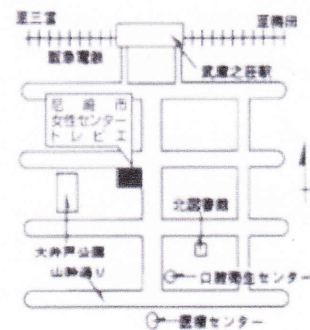 至三宮
至梅田
阪急電鉄
武庫之荘駅
尼崎市
女性センター
トレピエ
北図書館
大井戸公園
山幹通り
口腔衛生センター
医療センター